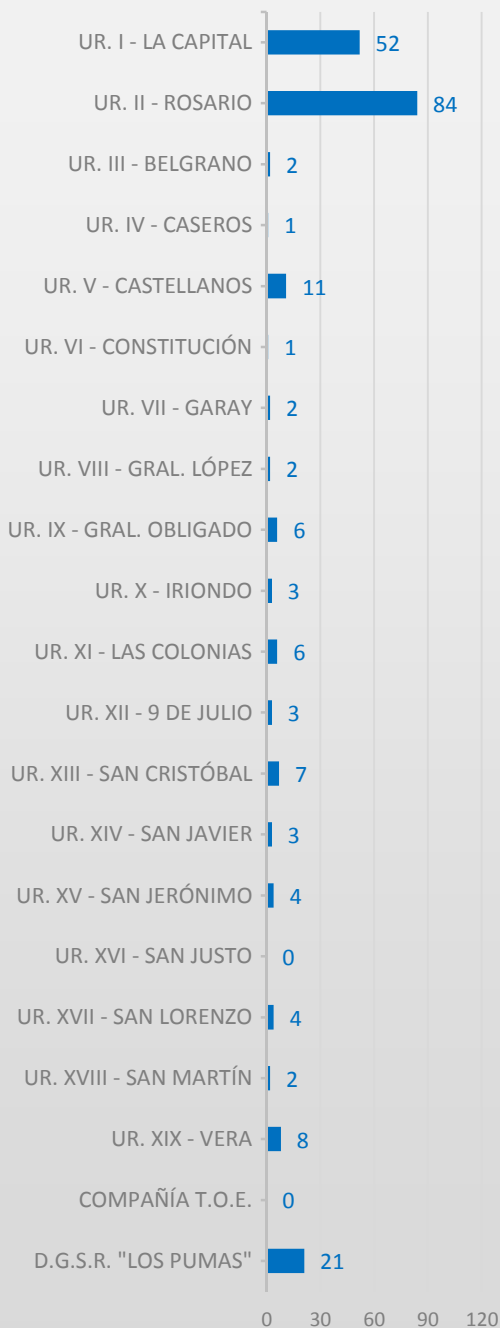 UR. I - LA CAPITAL 52
UR. II - ROSARIO 84
UR. III - BELGRANO 2
UR. IV - CASEROS 1
UR. V - CASTELLANOS 11
UR. VI - CONSTITUCIÓN 1
UR. VII - GARAY 2
UR. VIII - GRAL. LÓPEZ 2
UR. IX - GRAL. OBLIGADO 6
UR. X - IRIONDO 3
UR. XI - LAS COLONIAS 6
UR. XII - 9 DE JULIO 3
UR. XIII - SAN CRISTÓBAL 7
UR. XIV - SAN JAVIER 3
UR. XV - SAN JERÓNIMO 4
UR. XVI - SAN JUSTO 0
UR. XVII - SAN LORENZO 4
UR. XVIII - SAN MARTÍN 2
UR. XIX - VERA 8
COMPAÑÍA T.O.E. 0
D.G.S.R. "LOS PUMAS" 21
0 30 60 90 120